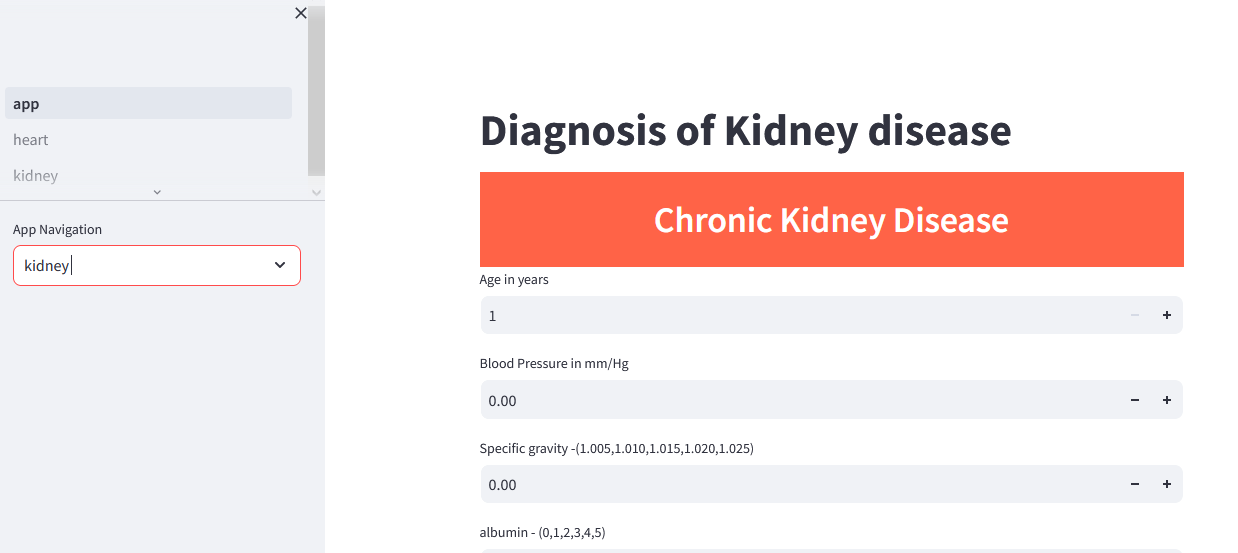 app
heart
kidney
App Navigation
kidney
Diagnosis of Kidney disease
Chronic Kidney Disease
Age in years
1
Blood Pressure in mm/Hg
0.00
Specific gravity -(1.005,1.010,1.015,1.020,1.025)
0.00
albumin - (0,1,2,3,4,5)